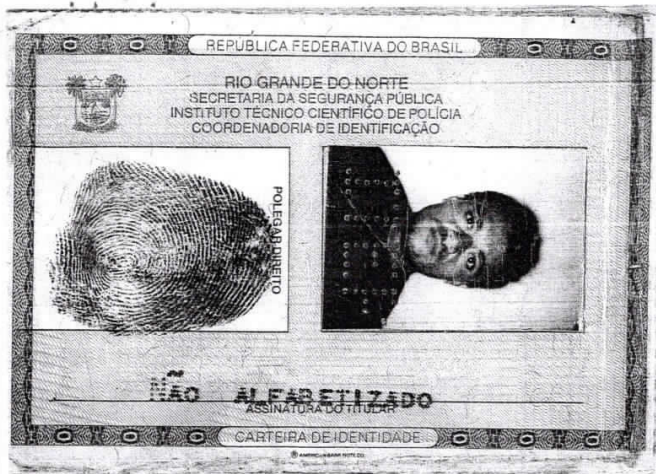 REPÚBLICA FEDERATIVA DO BRASIL
RIO GRANDE DO NORTE
SECRETARIA DA SEGURANÇA PÚBLICA
INSTITUTO TÉCNICO CIENTÍFICO DE POLÍCIA
COORDENADORIA DE IDENTIFICAÇÃO
POLEGAR DIREITO
NÃO ALFABETIZADO
ASSINATURA DO TITULAR
CARTEIRA DE IDENTIDADE